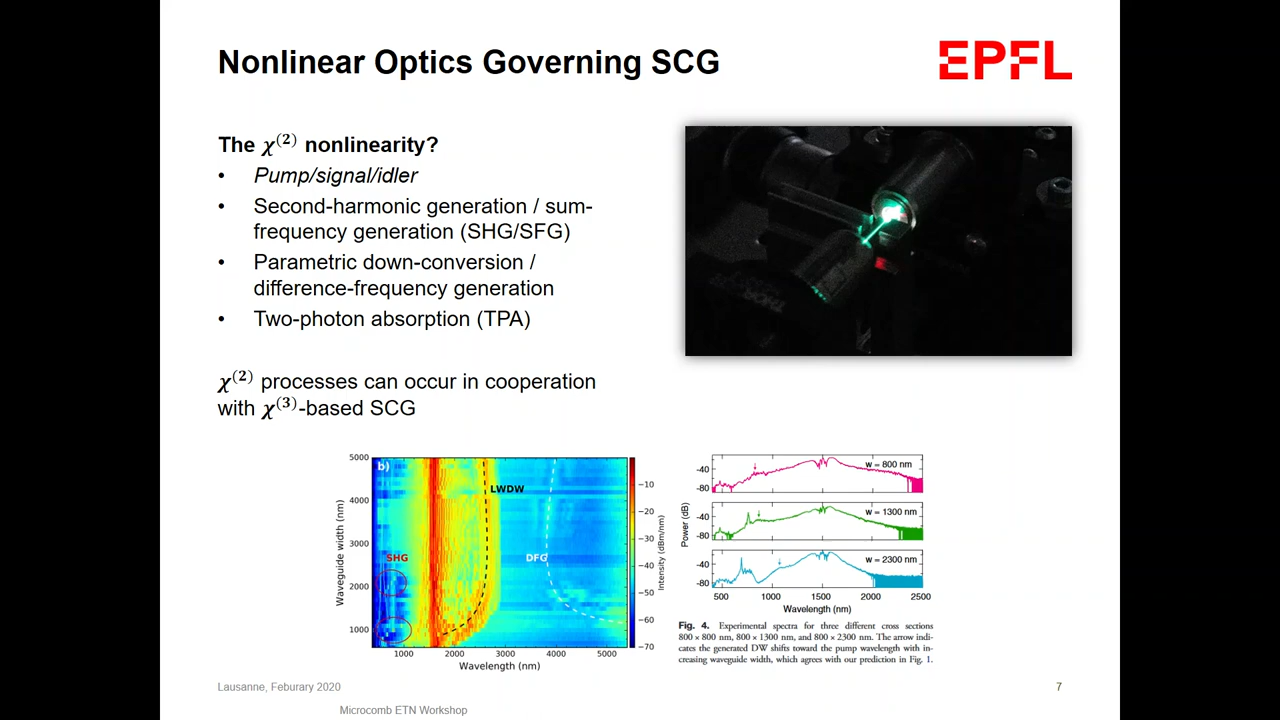 Nonlinear Optics Governing SCG
EPFL
The χ⁽²⁾ nonlinearity?
• Pump/signal/idler
• Second-harmonic generation / sum-
frequency generation (SHG/SFG)
• Parametric down-conversion /
difference-frequency generation
• Two-photon absorption (TPA)
χ⁽²⁾ processes can occur in cooperation
with χ⁽³⁾-based SCG
b)
LWDW
SHG
DFG
5000
4000
3000
2000
1000
Waveguide width (nm)
1000 2000 3000 4000 5000
Wavelength (nm)
−10
−20
−30
−40
−50
−60
−70
Intensity (dBm/nm)
w = 800 nm
-40
-80
w = 1300 nm
-40
-80
w = 2300 nm
-40
-80
Power (dB)
500 1000 1500 2000 2500
Wavelength (nm)
Fig. 4. Experimental spectra for three different cross sections
800 × 800 nm, 800 × 1300 nm, and 800 × 2300 nm. The arrow indi-
cates the generated DW shifts toward the pump wavelength with in-
creasing waveguide width, which agrees with our prediction in Fig. 1.
Lausanne, Feburary 2020
7
Microcomb ETN Workshop